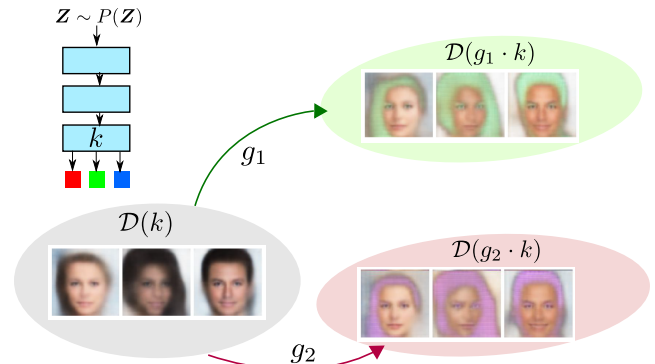 Z ∼ P(Z)
k
g₁
D(g₁ · k)
D(k)
D(g₂ · k)
g₂